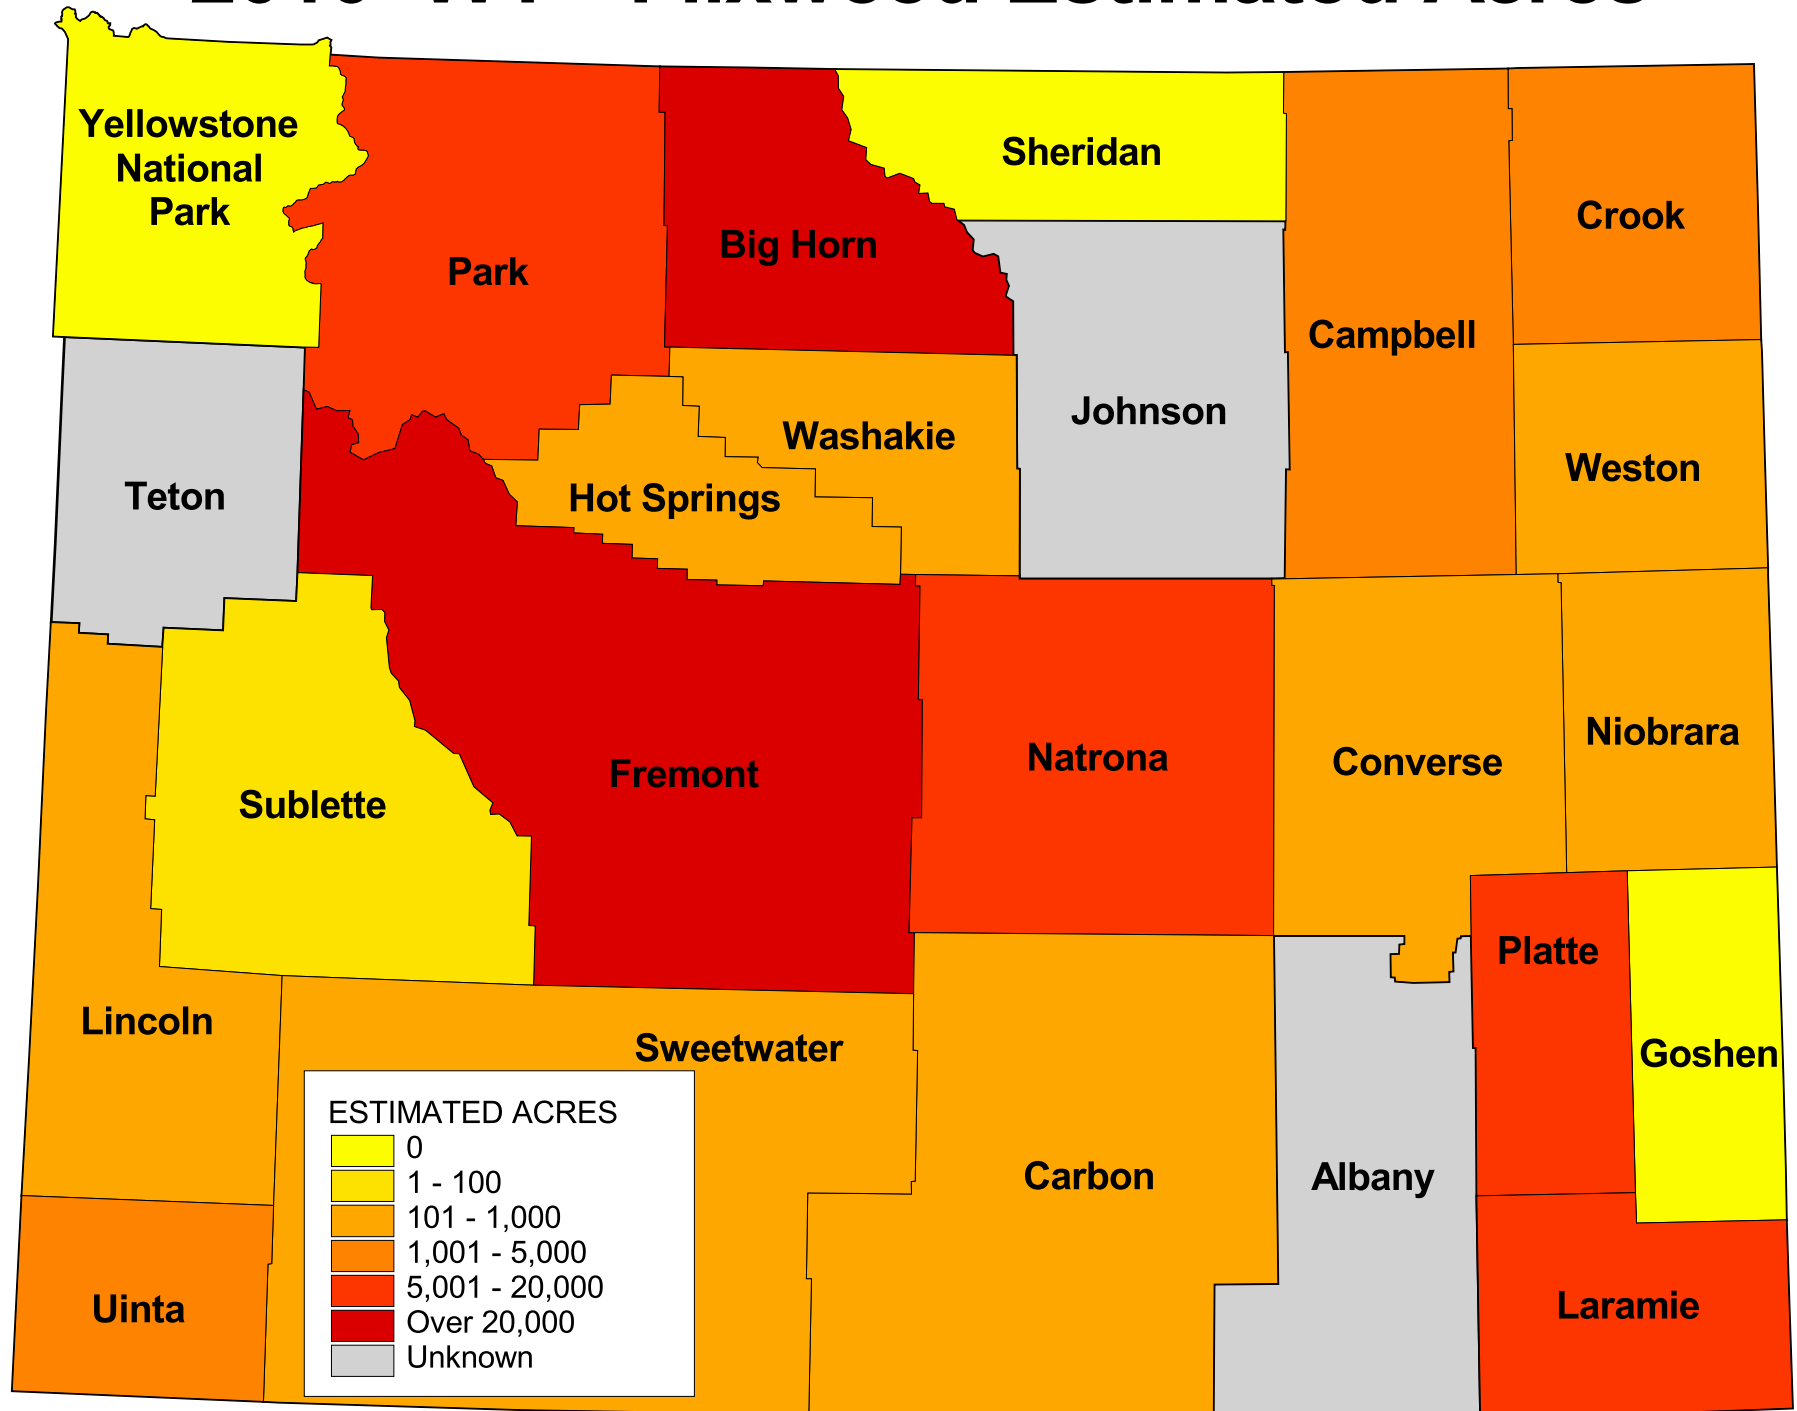 Yellowstone
National
Park
Sheridan
Crook
Big Horn
Park
Campbell
Johnson
Washakie
Weston
Teton
Hot Springs
Niobrara
Natrona
Converse
Fremont
Sublette
Platte
Lincoln
Sweetwater
Goshen
Carbon
Albany
Uinta
Laramie
ESTIMATED ACRES
0
1 - 100
101 - 1,000
1,001 - 5,000
5,001 - 20,000
Over 20,000
Unknown